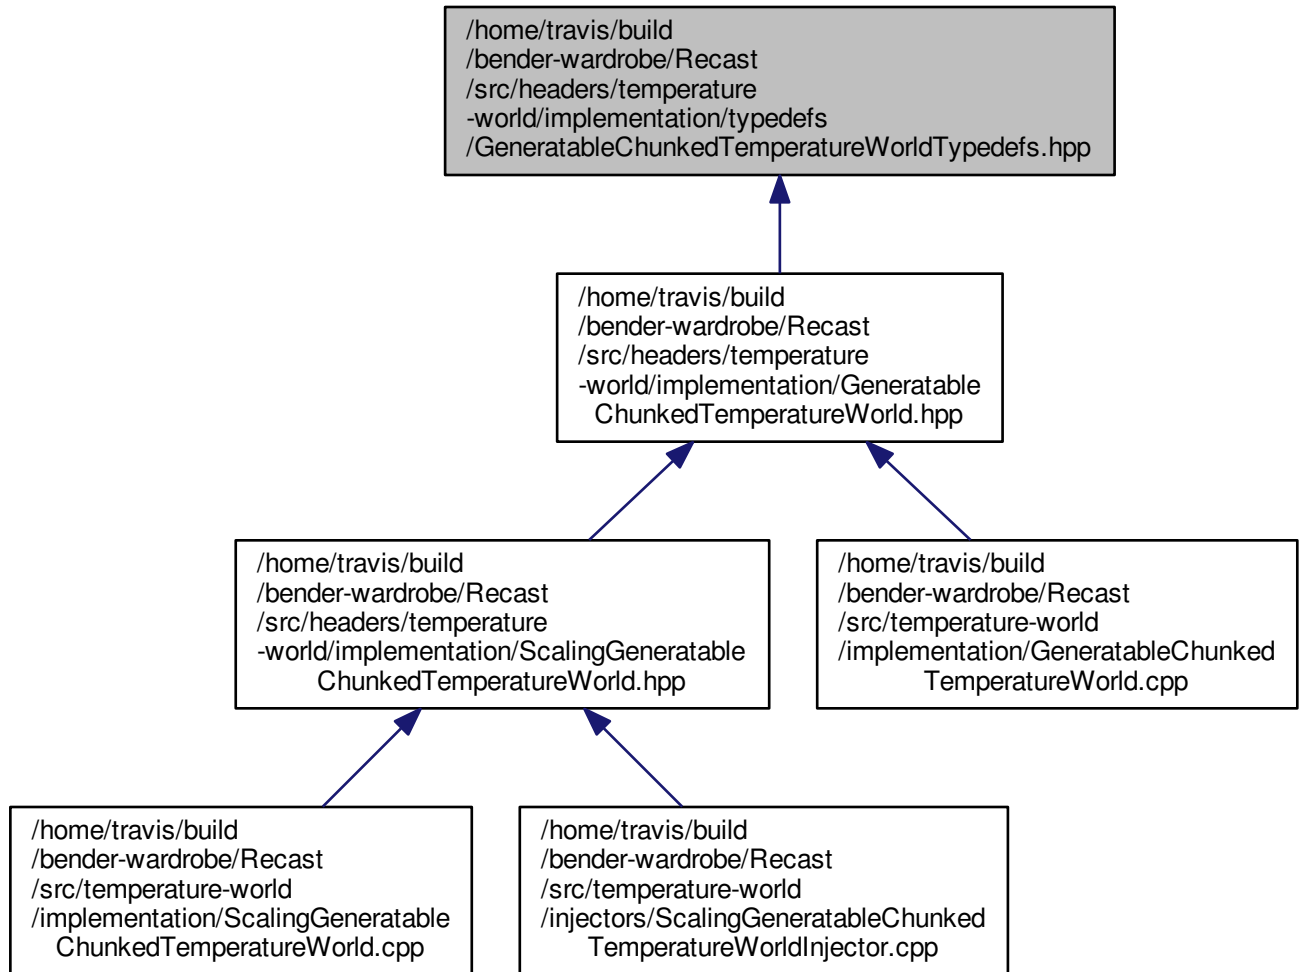 /home/travis/build
/bender-wardrobe/Recast
/src/headers/temperature
-world/implementation/typedefs
/GeneratableChunkedTemperatureWorldTypedefs.hpp
/home/travis/build
/bender-wardrobe/Recast
/src/headers/temperature
-world/implementation/Generatable
ChunkedTemperatureWorld.hpp
/home/travis/build
/bender-wardrobe/Recast
/src/headers/temperature
-world/implementation/ScalingGeneratable
ChunkedTemperatureWorld.hpp
/home/travis/build
/bender-wardrobe/Recast
/src/temperature-world
/implementation/GeneratableChunked
TemperatureWorld.cpp
/home/travis/build
/bender-wardrobe/Recast
/src/temperature-world
/implementation/ScalingGeneratable
ChunkedTemperatureWorld.cpp
/home/travis/build
/bender-wardrobe/Recast
/src/temperature-world
/injectors/ScalingGeneratableChunked
TemperatureWorldInjector.cpp